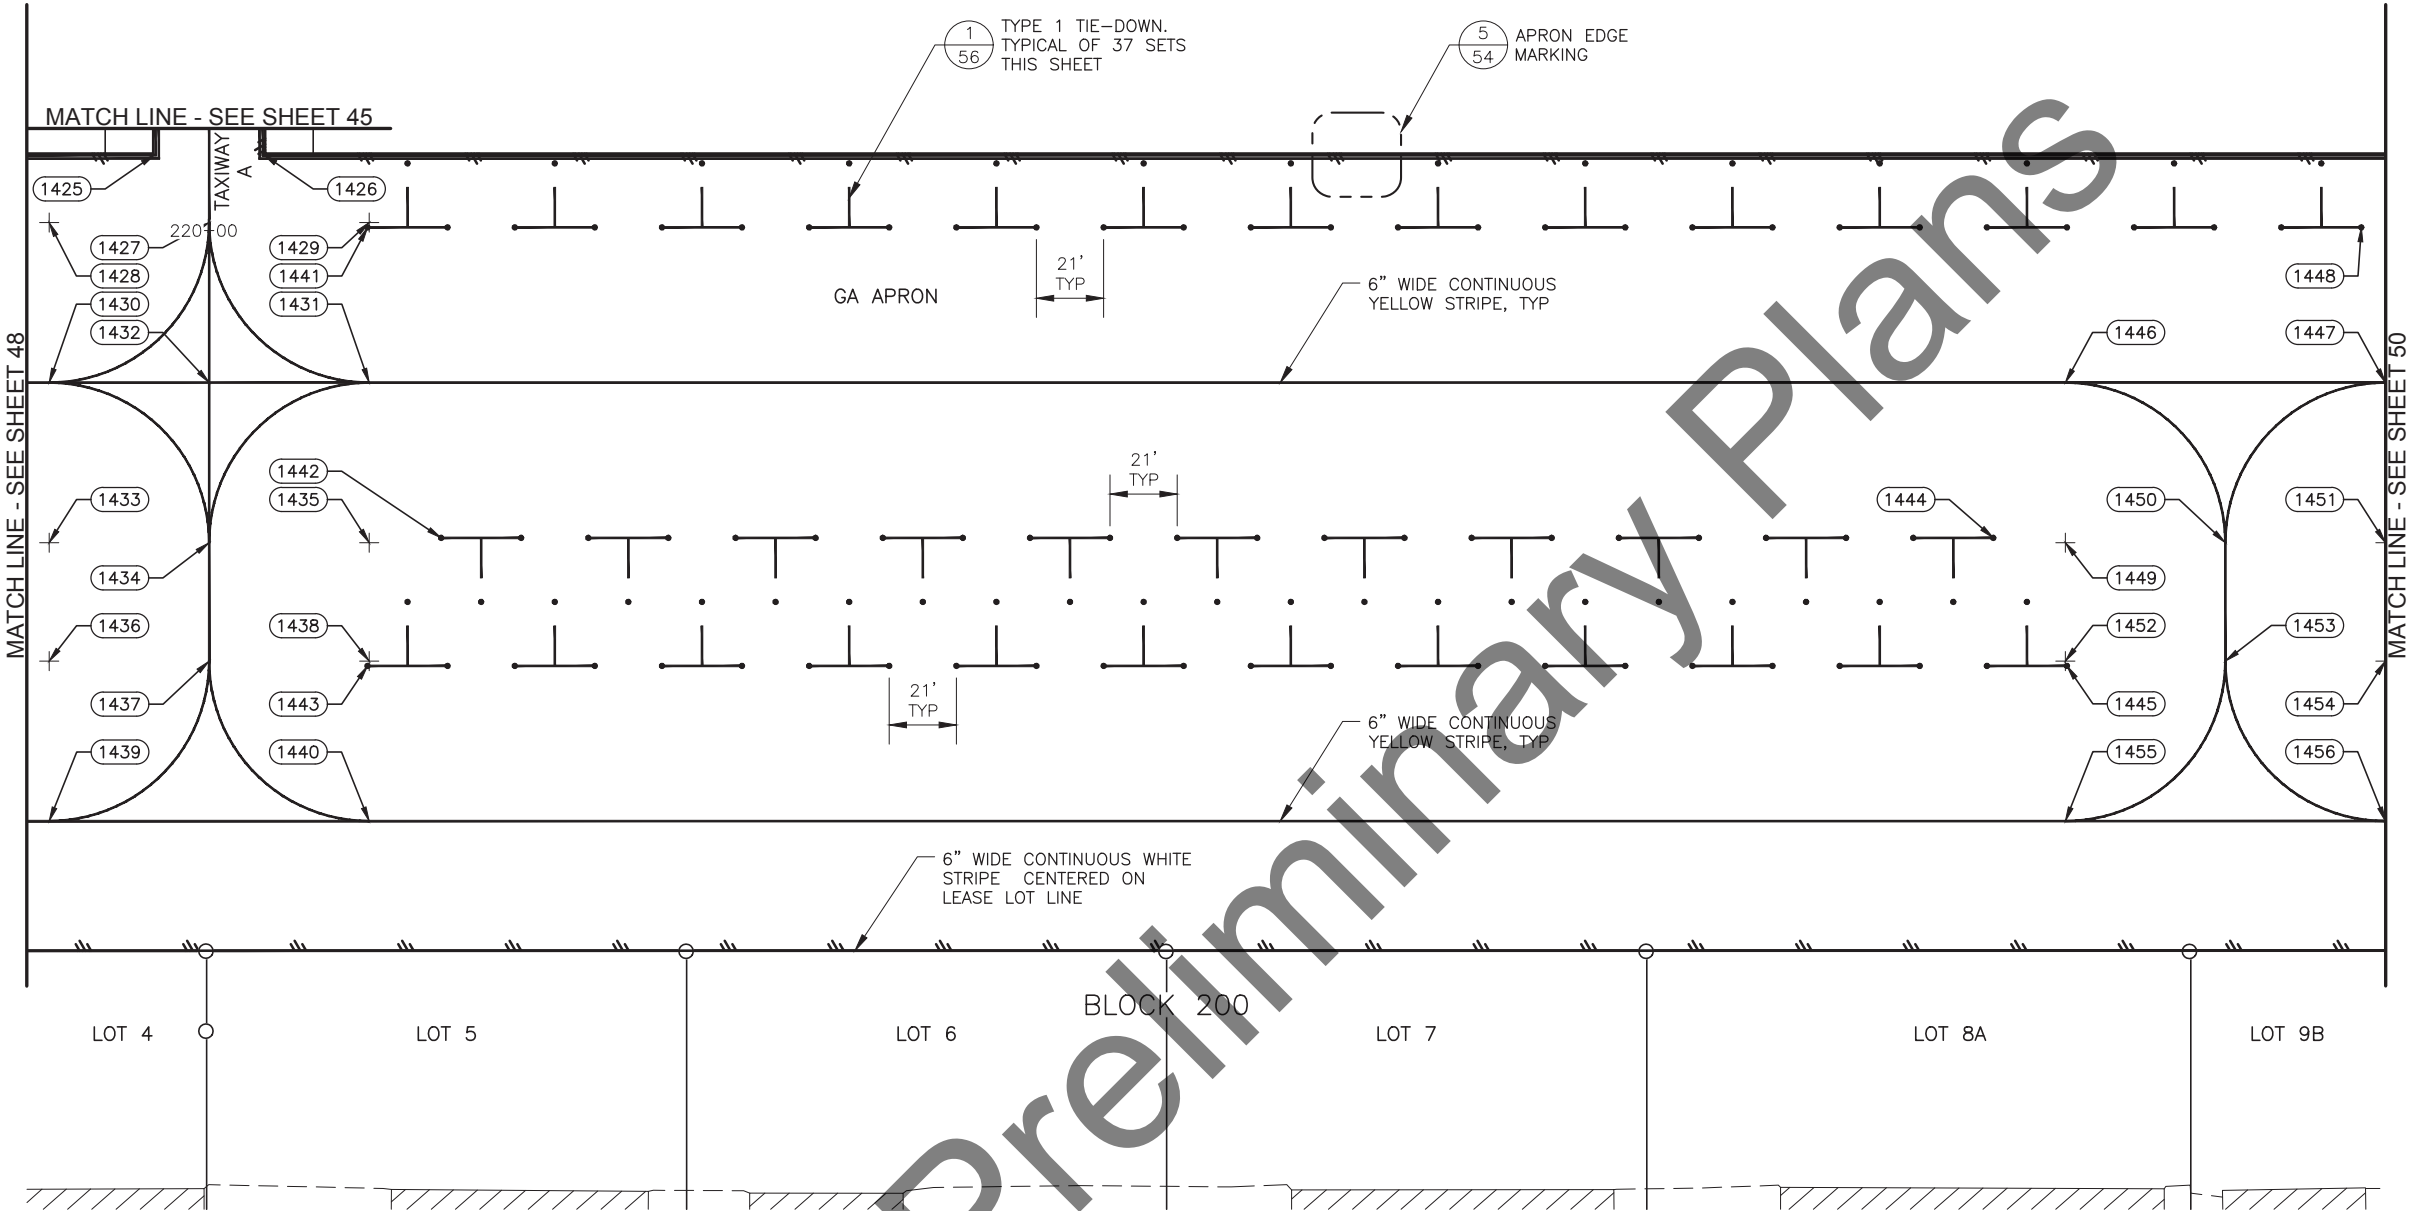 1
56
TYPE 1 TIE-DOWN.
TYPICAL OF 37 SETS
THIS SHEET
5
54
APRON EDGE
MARKING
MATCH LINE - SEE SHEET 45
TAXIWAY
A
1425
1426
220+00
1427
1428
1430
1432
1429
1441
1431
GA APRON
21'
TYP
6" WIDE CONTINUOUS
YELLOW STRIPE, TYP
1448
1446
1447
MATCH LINE - SEE SHEET 48
MATCH LINE - SEE SHEET 50
1442
1435
1433
21'
TYP
1444
1450
1451
1434
1449
1436
1438
1452
1453
1437
1443
21'
TYP
1445
1454
6" WIDE CONTINUOUS
YELLOW STRIPE, TYP
1439
1440
1455
1456
6" WIDE CONTINUOUS WHITE
STRIPE CENTERED ON
LEASE LOT LINE
BLOCK 200
LOT 4
LOT 5
LOT 6
LOT 7
LOT 8A
LOT 9B
Preliminary Plans